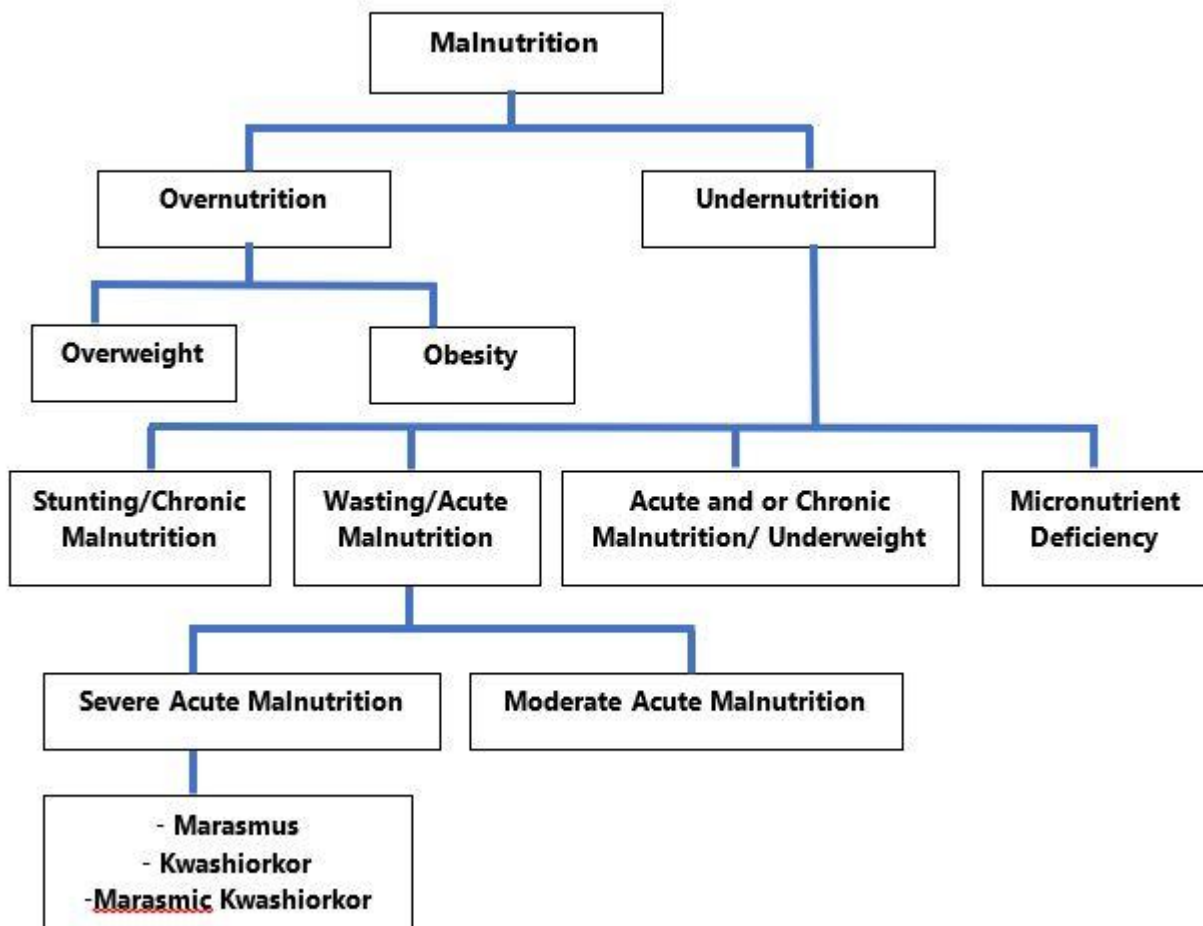 Malnutrition
Overnutrition
Undernutrition
Overweight
Obesity
Stunting/Chronic
Malnutrition
Wasting/Acute
Malnutrition
Acute and or Chronic
Malnutrition/ Underweight
Micronutrient
Deficiency
Severe Acute Malnutrition
Moderate Acute Malnutrition
- Marasmus
- Kwashiorkor
-Marasmic Kwashiorkor